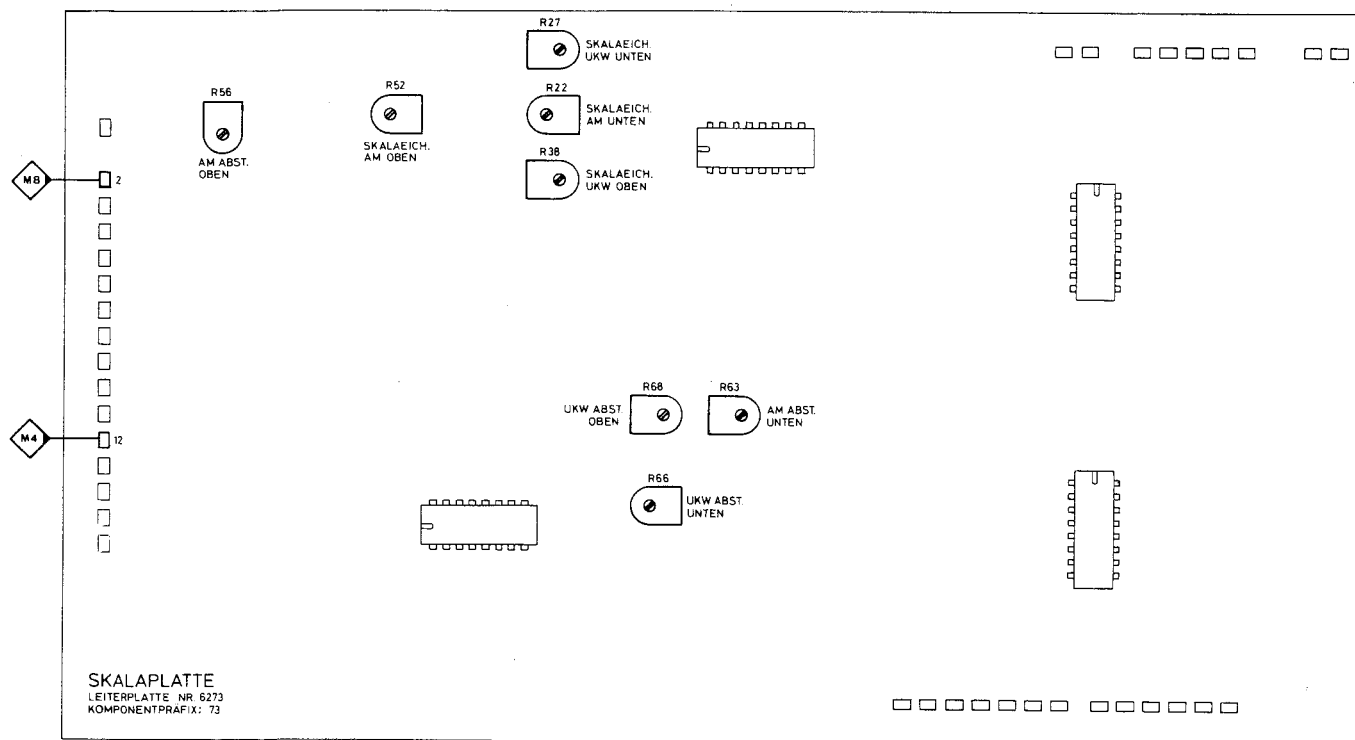 R27
SKALAEICH.
UKW UNTEN
R56
AM ABST.
OBEN
R52
SKALAEICH.
AM OBEN
R22
SKALAEICH.
AM UNTEN
R38
SKALAEICH.
UKW OBEN
M8
2
M4
12
R68
UKW ABST.
OBEN
R63
AM ABST.
UNTEN
R66
UKW ABST.
UNTEN
SKALAPLATTE
LEITERPLATTE NR 6273
KOMPONENTPRÄFIX: 73